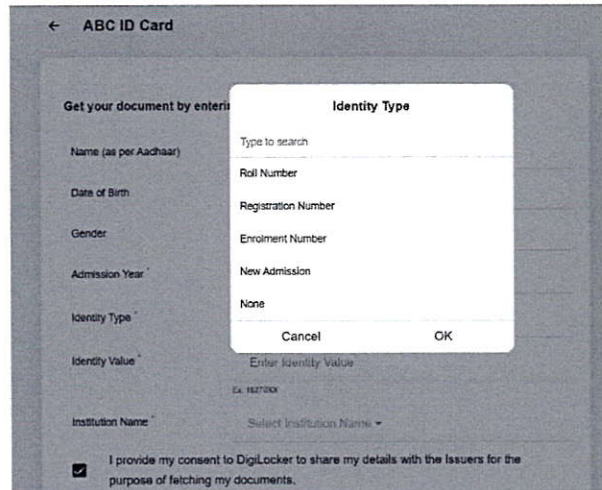 ← ABC ID Card
Get your document by enterin
Identity Type
Type to search
Name (as per Aadhaar)
Roll Number
Date of Birth
Registration Number
Gender
Enrolment Number
Admission Year *
New Admission
None
Identity Type *
Cancel OK
Identity Value * Enter Identity Value
Institution Name * Select Institution Name
I provide my consent to DigiLocker to share my details with the Issuers for the
purpose of fetching my documents.